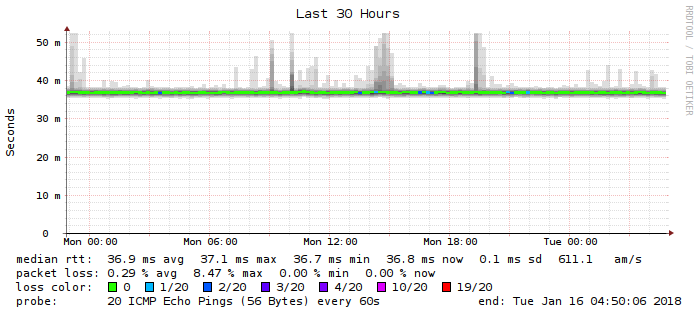 Last 30 Hours
RRDTOOL / TOBI OETIKER
Seconds
50 m
40 m
30 m
20 m
10 m
0
Mon 00:00 Mon 06:00 Mon 12:00 Mon 18:00 Tue 00:00
median rtt: 36.9 ms avg 37.1 ms max 36.7 ms min 36.8 ms now 0.1 ms sd 611.1 am/s
packet loss: 0.29 % avg 8.47 % max 0.00 % min 0.00 % now
loss color: 0 1/20 2/20 3/20 4/20 10/20 19/20
probe: 20 ICMP Echo Pings (56 Bytes) every 60s end: Tue Jan 16 04:50:06 2018